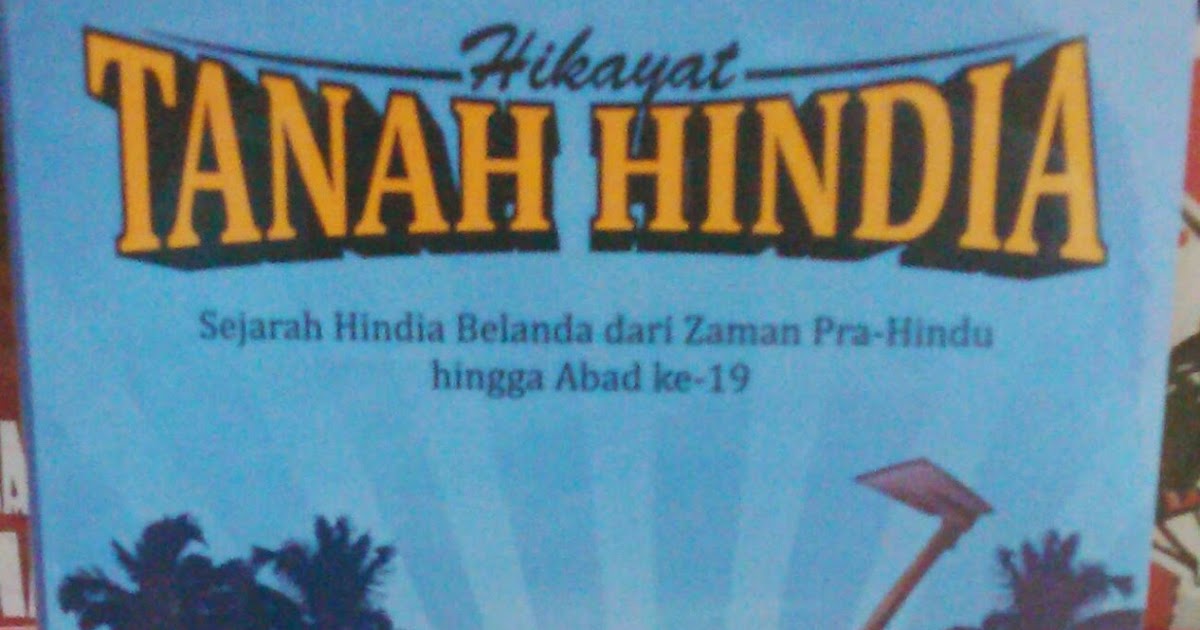 Hikayat
TANAH HINDIA
Sejarah Hindia Belanda dari Zaman Pra-Hindu
hingga Abad ke-19